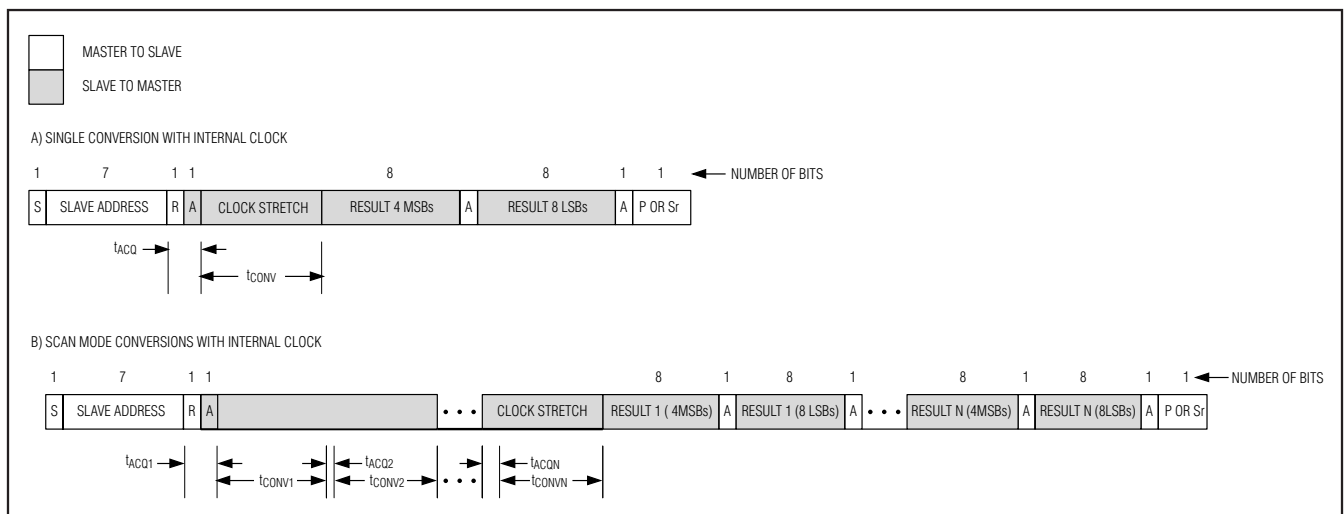 MASTER TO SLAVE
SLAVE TO MASTER
A) SINGLE CONVERSION WITH INTERNAL CLOCK
1 7 1 1 8 8 1 1 NUMBER OF BITS
S SLAVE ADDRESS R A CLOCK STRETCH RESULT 4 MSBs A RESULT 8 LSBs A P OR Sr
tACQ
tCONV
B) SCAN MODE CONVERSIONS WITH INTERNAL CLOCK
1 7 1 1 8 1 8 1 8 1 8 1 1 NUMBER OF BITS
S SLAVE ADDRESS R A • • • CLOCK STRETCH RESULT 1 ( 4MSBs) A RESULT 1 (8 LSBs) A • • • RESULT N (4MSBs) A RESULT N (8LSBs) A P OR Sr
tACQ1 tACQ2 tACQN
tCONV1 tCONV2 • • • tCONVN